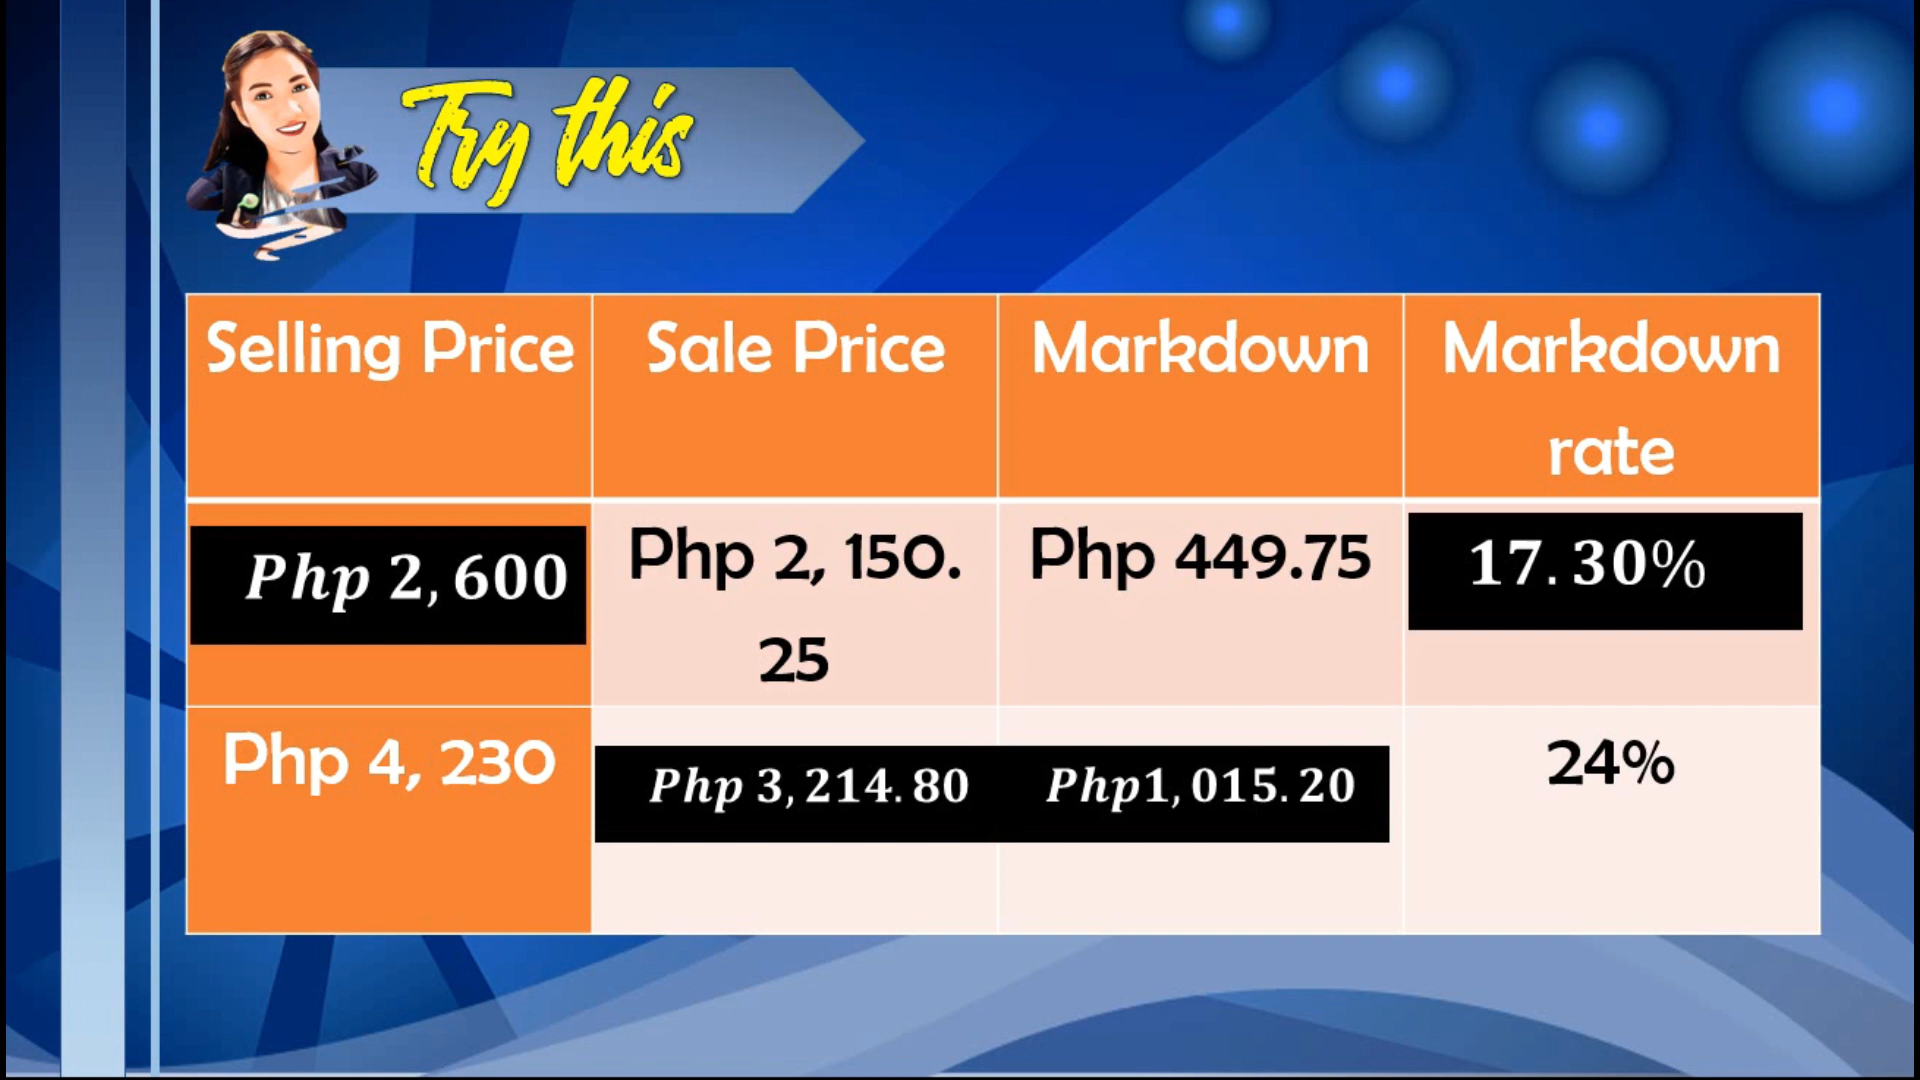 Try this
Selling Price
Sale Price
Markdown
Markdown
rate
Php 2, 600
Php 2, 150.
25
Php 449.75
17. 30%
Php 4, 230
Php 3, 214. 80
Php1, 015. 20
24%